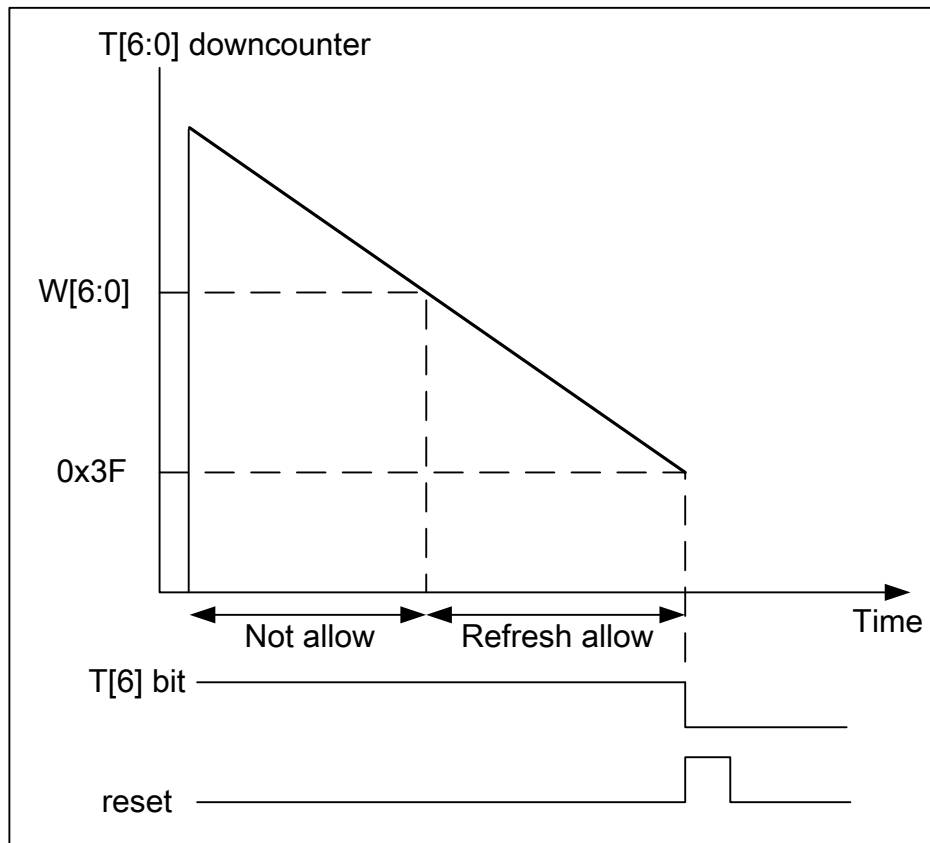 T[6:0] downcounter
W[6:0]
0x3F
Time
Not allow
Refresh allow
T[6] bit
reset